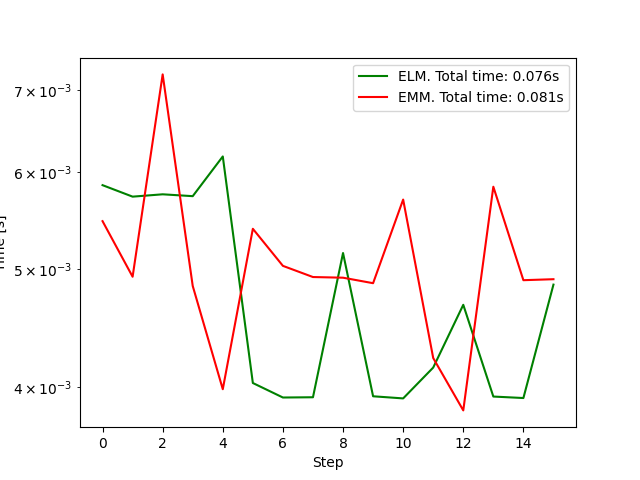 ELM. Total time: 0.076s
EMM. Total time: 0.081s
7 × 10⁻³
6 × 10⁻³
5 × 10⁻³
4 × 10⁻³
Time [s]
0 2 4 6 8 10 12 14
Step